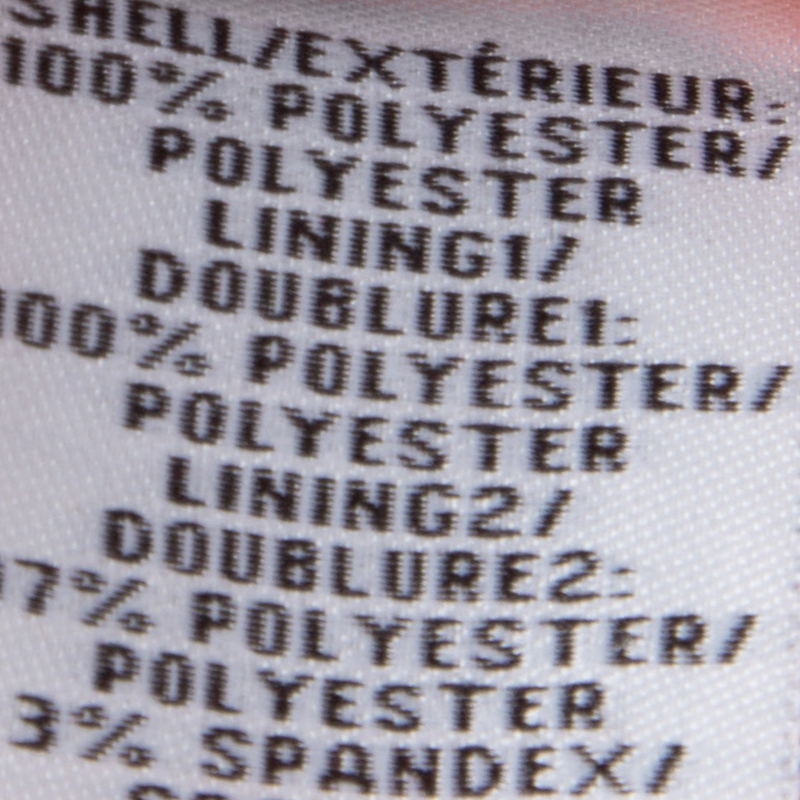 SHELL/EXTÉRIEUR:
100% POLYESTER/
POLYESTER
LINING1/
DOUBLURE1:
100% POLYESTER/
POLYESTER
LINING2/
DOUBLURE2:
7% POLYESTER/
POLYESTER
3% SPANDEX/